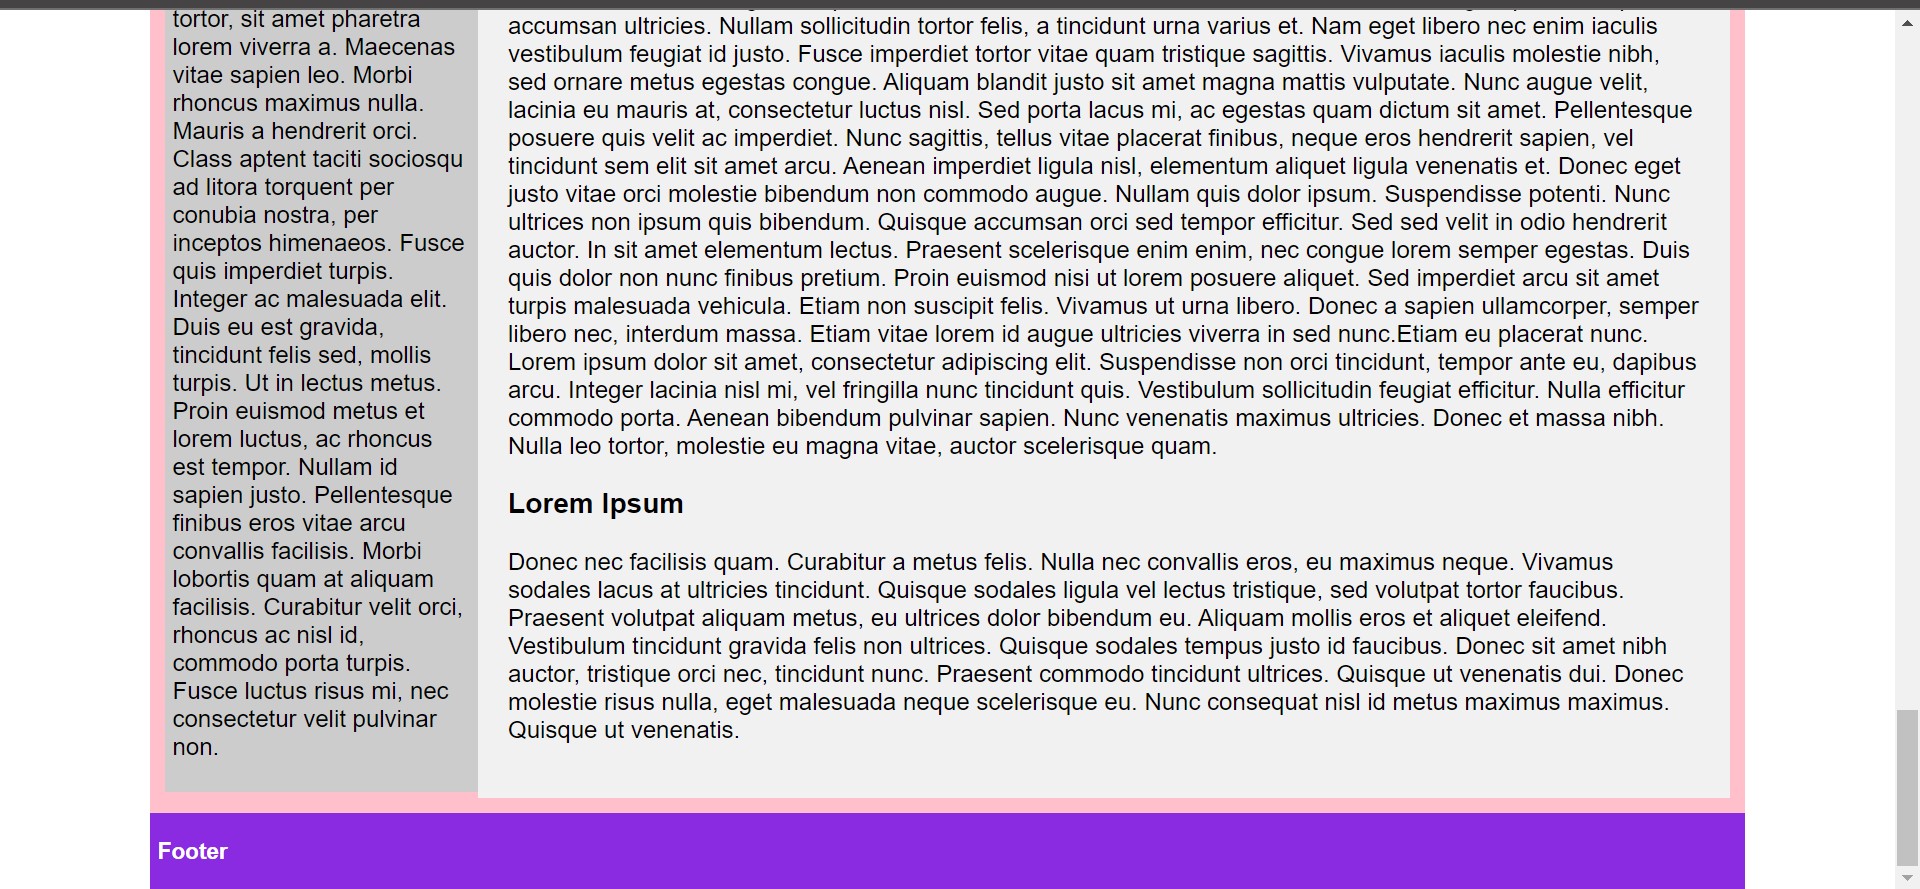 tortor, sit amet pharetra
lorem viverra a. Maecenas
vitae sapien leo. Morbi
rhoncus maximus nulla.
Mauris a hendrerit orci.
Class aptent taciti sociosqu
ad litora torquent per
conubia nostra, per
inceptos himenaeos. Fusce
quis imperdiet turpis.
Integer ac malesuada elit.
Duis eu est gravida,
tincidunt felis sed, mollis
turpis. Ut in lectus metus.
Proin euismod metus et
lorem luctus, ac rhoncus
est tempor. Nullam id
sapien justo. Pellentesque
finibus eros vitae arcu
convallis facilisis. Morbi
lobortis quam at aliquam
facilisis. Curabitur velit orci,
rhoncus ac nisl id,
commodo porta turpis.
Fusce luctus risus mi, nec
consectetur velit pulvinar
non.
accumsan ultricies. Nullam sollicitudin tortor felis, a tincidunt urna varius et. Nam eget libero nec enim iaculis
vestibulum feugiat id justo. Fusce imperdiet tortor vitae quam tristique sagittis. Vivamus iaculis molestie nibh,
sed ornare metus egestas congue. Aliquam blandit justo sit amet magna mattis vulputate. Nunc augue velit,
lacinia eu mauris at, consectetur luctus nisl. Sed porta lacus mi, ac egestas quam dictum sit amet. Pellentesque
posuere quis velit ac imperdiet. Nunc sagittis, tellus vitae placerat finibus, neque eros hendrerit sapien, vel
tincidunt sem elit sit amet arcu. Aenean imperdiet ligula nisl, elementum aliquet ligula venenatis et. Donec eget
justo vitae orci molestie bibendum non commodo augue. Nullam quis dolor ipsum. Suspendisse potenti. Nunc
ultrices non ipsum quis bibendum. Quisque accumsan orci sed tempor efficitur. Sed sed velit in odio hendrerit
auctor. In sit amet elementum lectus. Praesent scelerisque enim enim, nec congue lorem semper egestas. Duis
quis dolor non nunc finibus pretium. Proin euismod nisi ut lorem posuere aliquet. Sed imperdiet arcu sit amet
turpis malesuada vehicula. Etiam non suscipit felis. Vivamus ut urna libero. Donec a sapien ullamcorper, semper
libero nec, interdum massa. Etiam vitae lorem id augue ultricies viverra in sed nunc.Etiam eu placerat nunc.
Lorem ipsum dolor sit amet, consectetur adipiscing elit. Suspendisse non orci tincidunt, tempor ante eu, dapibus
arcu. Integer lacinia nisl mi, vel fringilla nunc tincidunt quis. Vestibulum sollicitudin feugiat efficitur. Nulla efficitur
commodo porta. Aenean bibendum pulvinar sapien. Nunc venenatis maximus ultricies. Donec et massa nibh.
Nulla leo tortor, molestie eu magna vitae, auctor scelerisque quam.
Lorem Ipsum
Donec nec facilisis quam. Curabitur a metus felis. Nulla nec convallis eros, eu maximus neque. Vivamus
sodales lacus at ultricies tincidunt. Quisque sodales ligula vel lectus tristique, sed volutpat tortor faucibus.
Praesent volutpat aliquam metus, eu ultrices dolor bibendum eu. Aliquam mollis eros et aliquet eleifend.
Vestibulum tincidunt gravida felis non ultrices. Quisque sodales tempus justo id faucibus. Donec sit amet nibh
auctor, tristique orci nec, tincidunt nunc. Praesent commodo tincidunt ultrices. Quisque ut venenatis dui. Donec
molestie risus nulla, eget malesuada neque scelerisque eu. Nunc consequat nisl id metus maximus maximus.
Quisque ut venenatis.
Footer